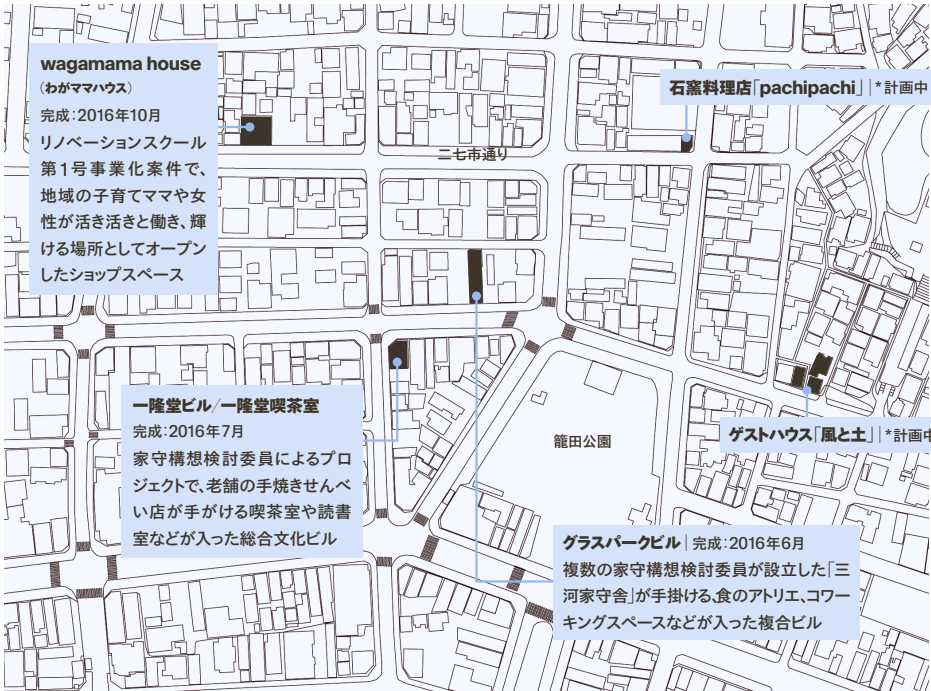 wagamama house
（わがママハウス）
完成：2016年10月
リノベーションスクール
第1号事業化案件で、
地域の子育てママや女
性が活き活きと働き、輝
ける場所としてオープン
したショップスペース
石窯料理店「pachipachi」｜*計画中
二七市通り
一隆堂ビル／一隆堂喫茶室
完成：2016年7月
家守構想検討委員によるプロ
ジェクトで、老舗の手焼きせんべ
い店が手がける喫茶室や読書
室などが入った総合文化ビル
籠田公園
ゲストハウス「風と土」｜*計画中
グラスパークビル｜完成：2016年6月
複数の家守構想検討委員が設立した「三
河家守舎」が手掛ける、食のアトリエ、コワー
キングスペースなどが入った複合ビル